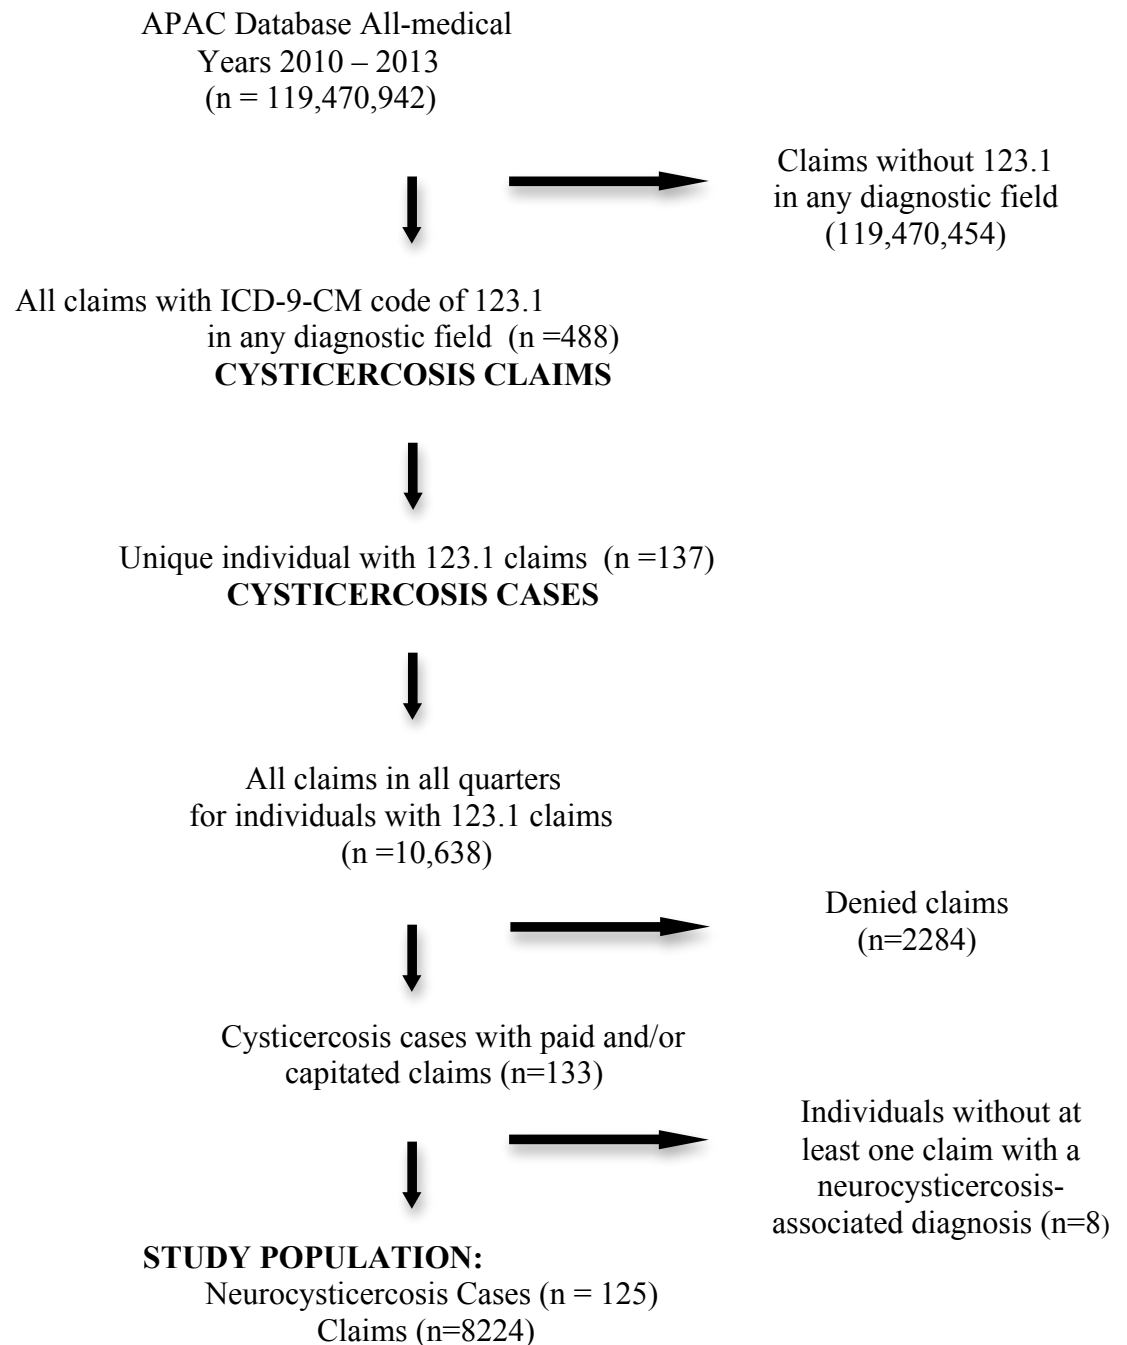 APAC Database All-medical
Years 2010 – 2013
(n = 119,470,942)
Claims without 123.1
in any diagnostic field
(119,470,454)
All claims with ICD-9-CM code of 123.1
in any diagnostic field (n =488)
CYSTICERCOSIS CLAIMS
Unique individual with 123.1 claims (n =137)
CYSTICERCOSIS CASES
All claims in all quarters
for individuals with 123.1 claims
(n =10,638)
Denied claims
(n=2284)
Cysticercosis cases with paid and/or
capitated claims (n=133)
Individuals without at
least one claim with a
neurocysticercosis-
associated diagnosis (n=8)
STUDY POPULATION:
Neurocysticercosis Cases (n = 125)
Claims (n=8224)